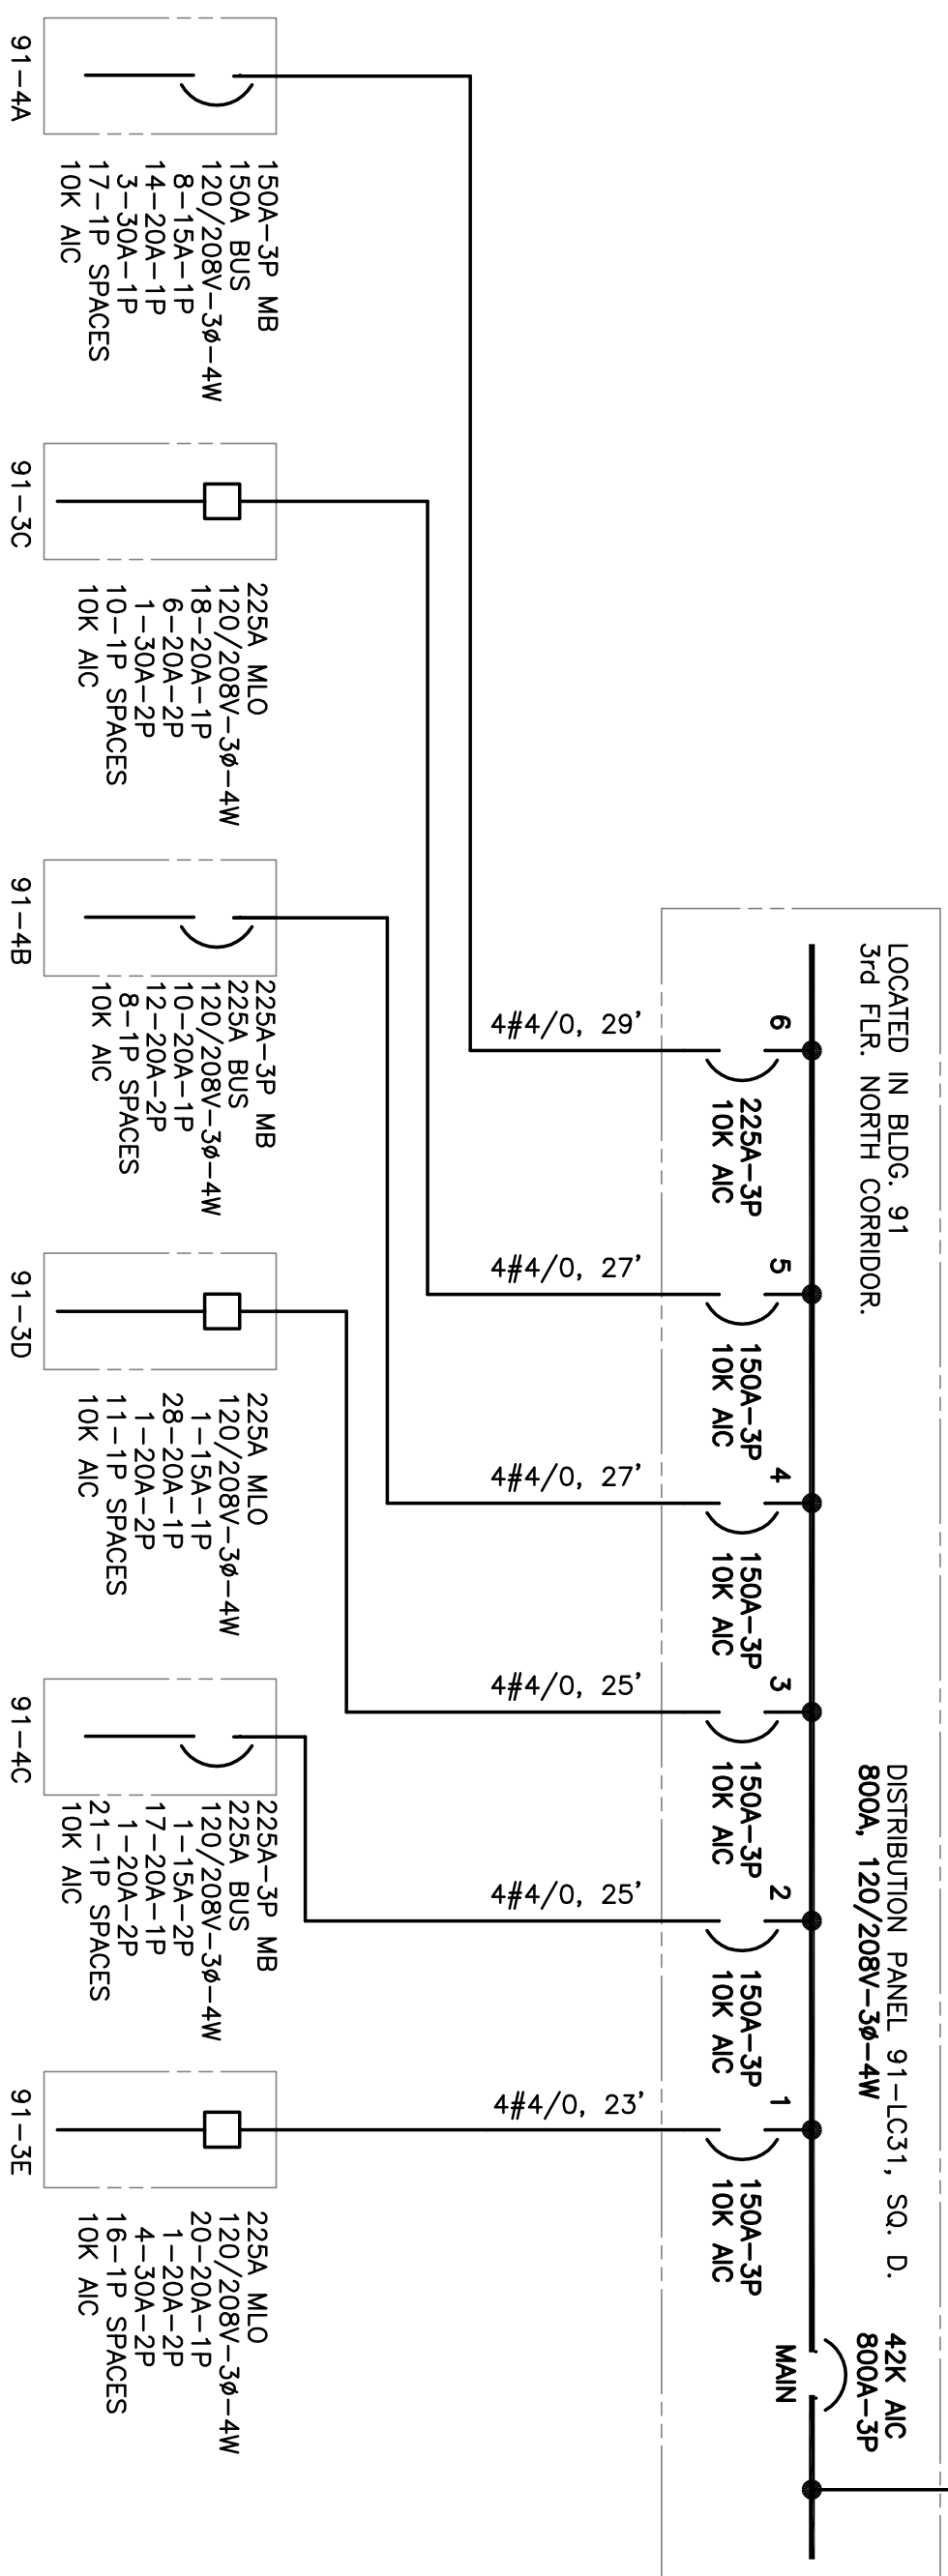 LOCATED IN BLDG. 91
3rd FLR. NORTH CORRIDOR.
DISTRIBUTION PANEL 91-LC31, SQ. D.
800A, 120/208V-3ø-4W
42K AIC
800A-3P
MAIN
6
225A-3P
10K AIC
5
150A-3P
10K AIC
4
150A-3P
10K AIC
3
150A-3P
10K AIC
2
150A-3P
10K AIC
1
150A-3P
10K AIC
4#4/0, 29'
4#4/0, 27'
4#4/0, 27'
4#4/0, 25'
4#4/0, 25'
4#4/0, 23'
150A-3P MB
150A BUS
120/208V-3ø-4W
8-15A-1P
14-20A-1P
3-30A-1P
17-1P SPACES
10K AIC
91-4A
225A MLO
120/208V-3ø-4W
18-20A-1P
6-20A-2P
1-30A-2P
10-1P SPACES
10K AIC
91-3C
225A-3P MB
225A BUS
120/208V-3ø-4W
10-20A-1P
12-20A-2P
8-1P SPACES
10K AIC
91-4B
225A MLO
120/208V-3ø-4W
1-15A-1P
28-20A-1P
1-20A-2P
11-1P SPACES
10K AIC
91-3D
225A-3P MB
225A BUS
120/208V-3ø-4W
1-15A-2P
17-20A-1P
1-20A-2P
21-1P SPACES
10K AIC
91-4C
225A MLO
120/208V-3ø-4W
20-20A-1P
1-20A-2P
4-30A-2P
16-1P SPACES
10K AIC
91-3E